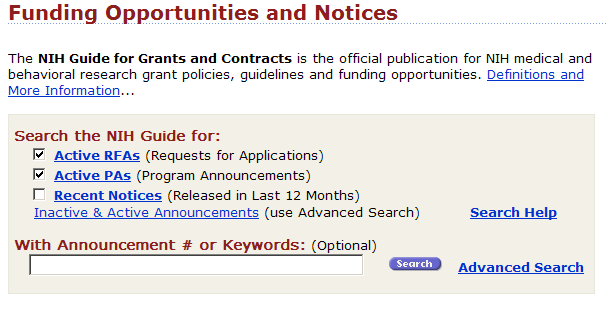 Funding Opportunities and Notices
The NIH Guide for Grants and Contracts is the official publication for NIH medical and
behavioral research grant policies, guidelines and funding opportunities. Definitions and
More Information...
Search the NIH Guide for:
Active RFAs (Requests for Applications)
Active PAs (Program Announcements)
Recent Notices (Released in Last 12 Months)
Inactive & Active Announcements (use Advanced Search) Search Help
With Announcement # or Keywords: (Optional)
Search Advanced Search